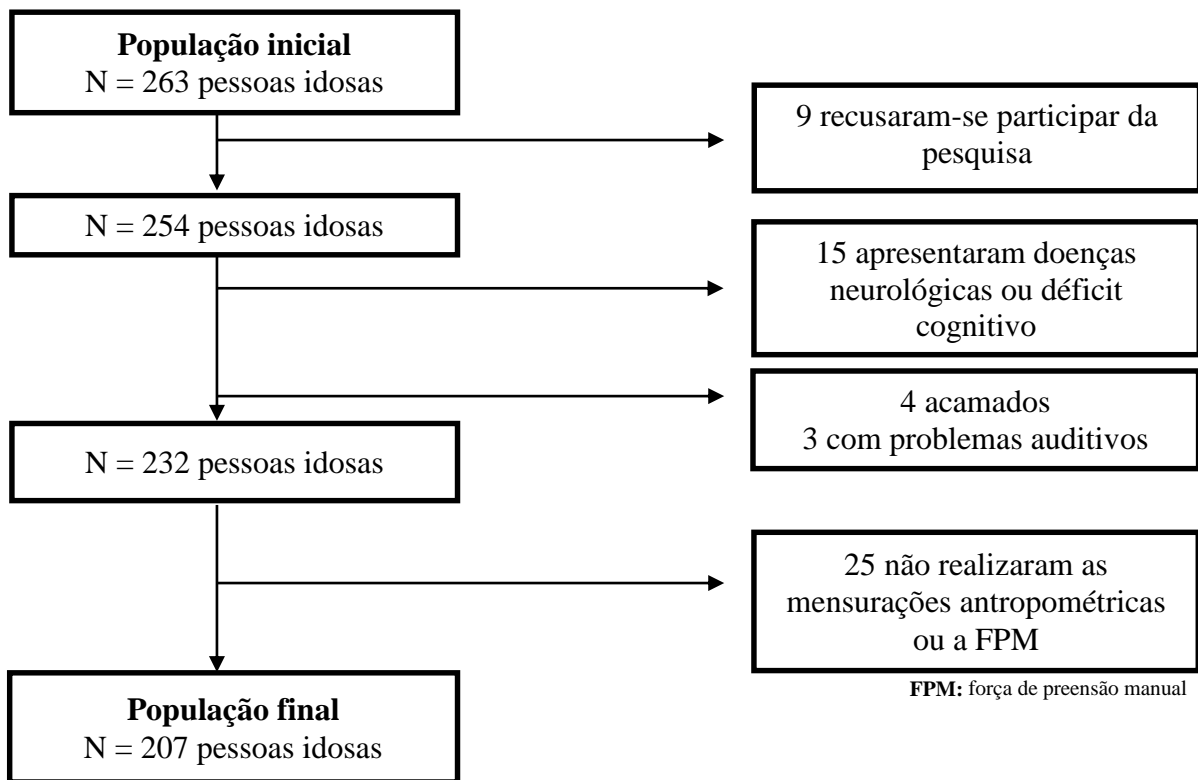 População inicial
N = 263 pessoas idosas
9 recusaram-se participar da
pesquisa
N = 254 pessoas idosas
15 apresentaram doenças
neurológicas ou déficit
cognitivo
4 acamados
3 com problemas auditivos
N = 232 pessoas idosas
25 não realizaram as
mensurações antropométricas
ou a FPM
FPM: força de preensão manual
População final
N = 207 pessoas idosas